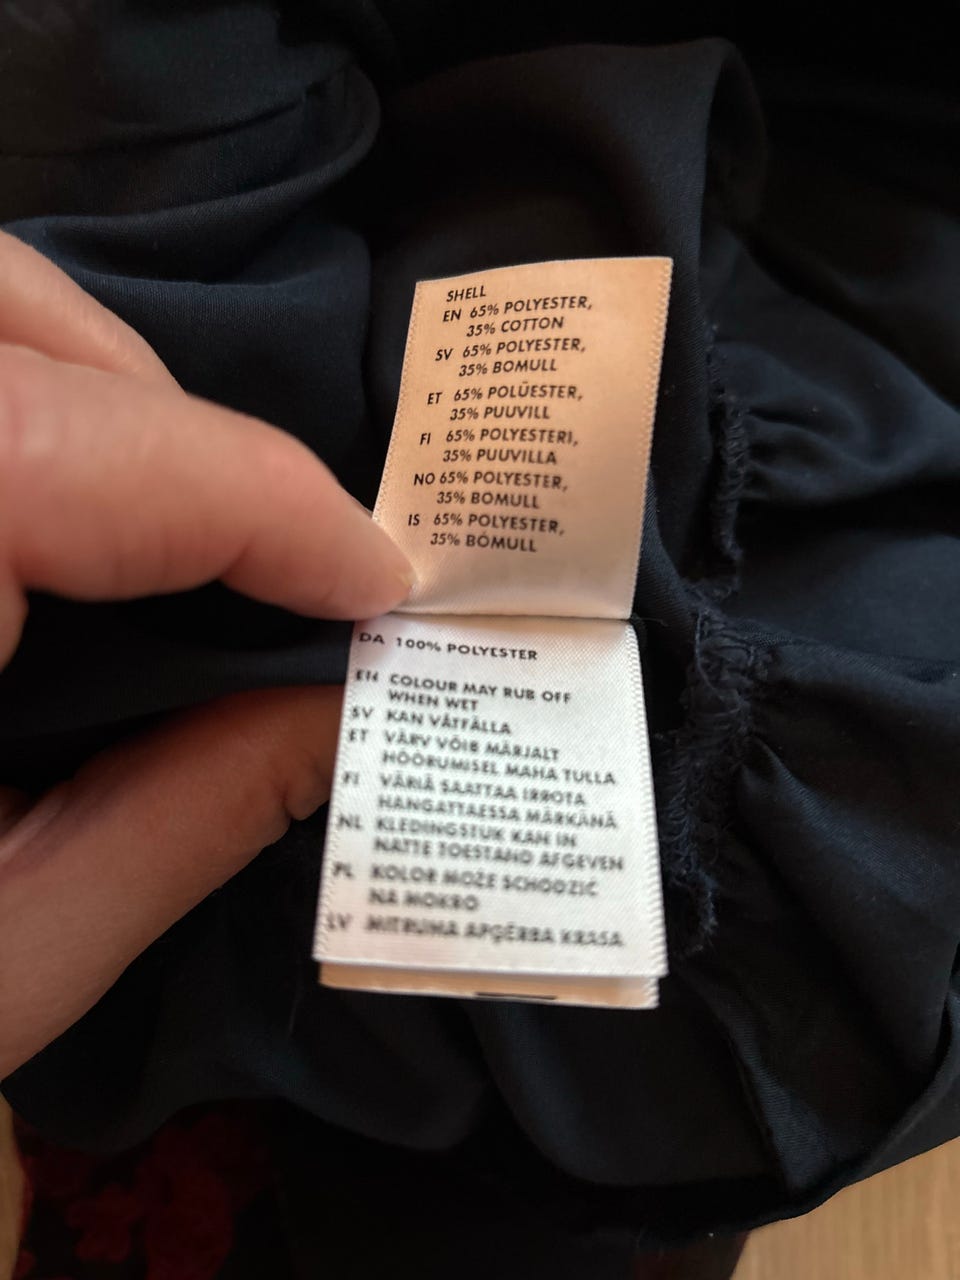 SHELL
EN 65% POLYESTER,
35% COTTON
SV 65% POLYESTER,
35% BOMULL
ET 65% POLÜESTER,
35% PUUVILL
FI 65% POLYESTERI,
35% PUUVILLA
NO 65% POLYESTER,
35% BOMULL
IS 65% POLYESTER,
35% BÓMULL
DA 100% POLYESTER
EN COLOUR MAY RUB OFF
WHEN WET
SV KAN VÅTFÄLLA
ET VÄRV VÕIB MÄRJALT
HÕÕRUMISEL MAHA TULLA
FI VÄRIÄ SAATTAA IRROTA
HANGATTAESSA MÄRKÄNÄ
NL KLEDINGSTUK KAN IN
NATTE TOESTAND AFGEVEN
PL KOLOR MOŻE SCHODZIĆ
NA MOKRO
LV MITRUMA APĢĒRBA KRASA